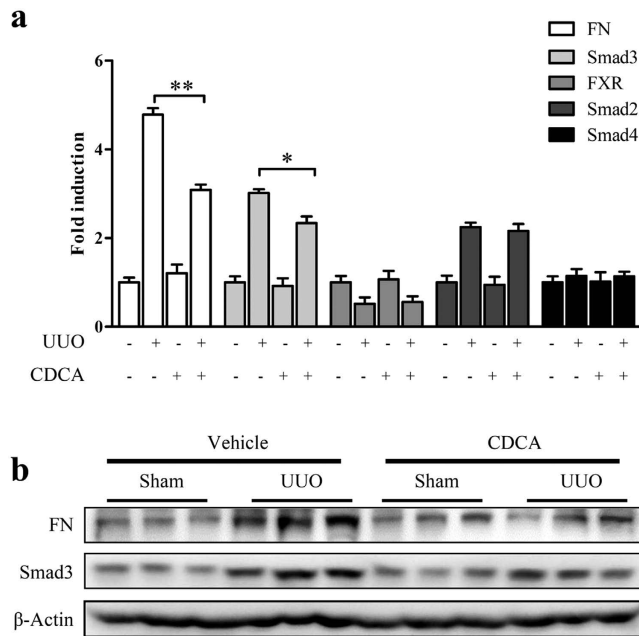 a
FN
Smad3
FXR
Smad2
Smad4
Fold induction
6
4
2
0
** 
*
UUO - + - + - + - + - + - + - + - + - + - +
CDCA - - + + - - + + - - + + - - + + - - + +
b
Vehicle CDCA
Sham UUO Sham UUO
FN
Smad3
β-Actin